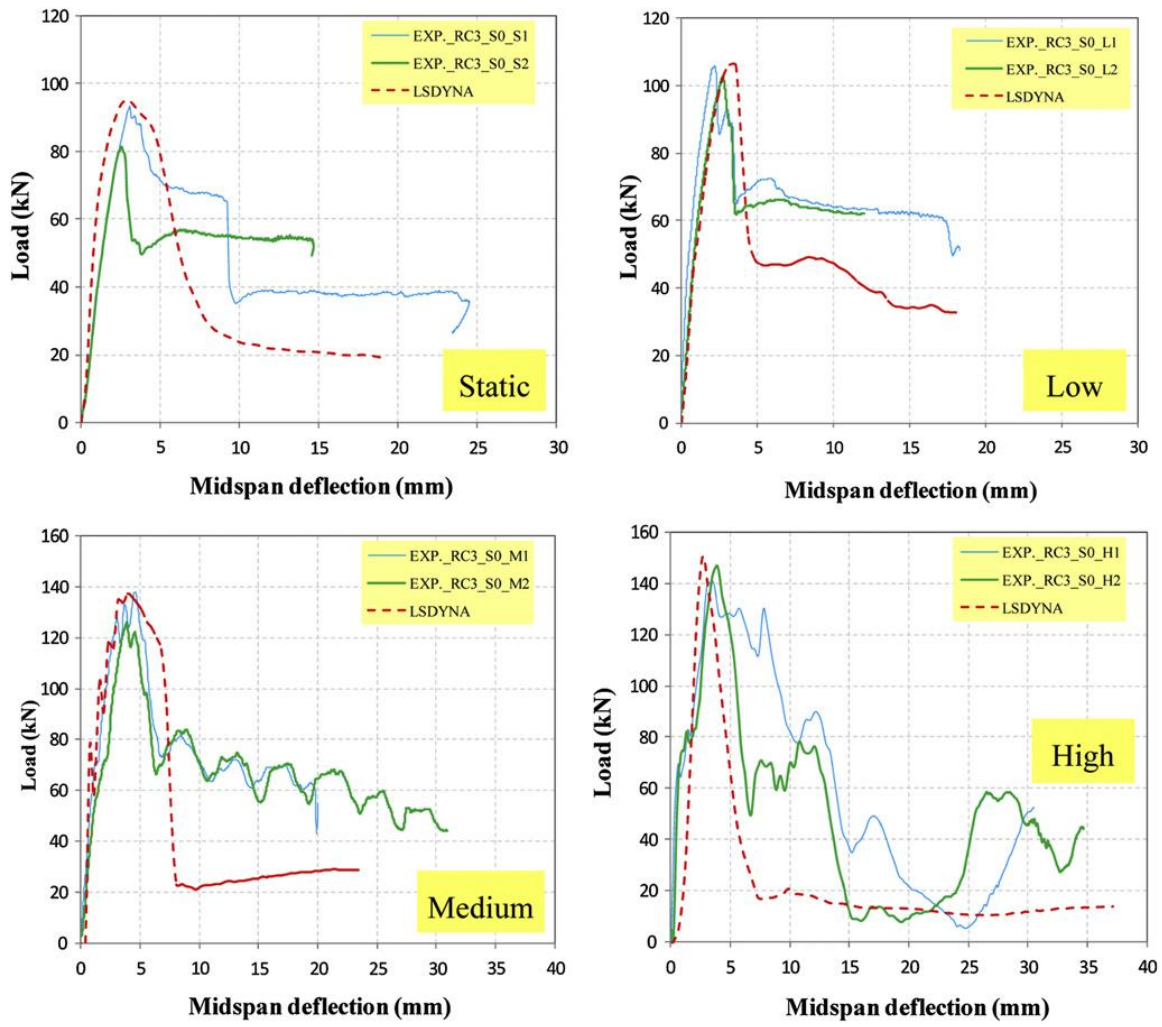 120
100
80
60
40
20
0
Load (kN)
EXP._RC3_S0_S1
EXP._RC3_S0_S2
LSDYNA
Static
0 5 10 15 20 25 30
Midspan deflection (mm)
120
100
80
60
40
20
0
Load (kN)
EXP._RC3_S0_L1
EXP._RC3_S0_L2
LSDYNA
Low
0 5 10 15 20 25 30
Midspan deflection (mm)
160
140
120
100
80
60
40
20
0
Load (kN)
EXP._RC3_S0_M1
EXP._RC3_S0_M2
LSDYNA
Medium
0 5 10 15 20 25 30 35 40
Midspan deflection (mm)
160
140
120
100
80
60
40
20
0
Load (kN)
EXP._RC3_S0_H1
EXP._RC3_S0_H2
LSDYNA
High
0 5 10 15 20 25 30 35 40
Midspan deflection (mm)